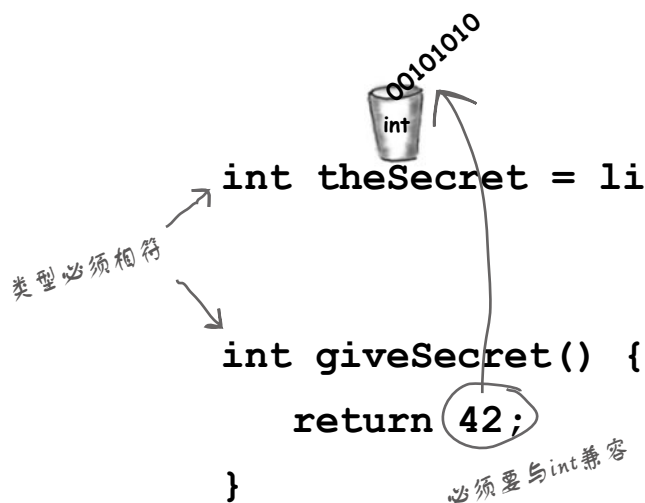 00101010
int
int theSecret = li
类型必须相符
int giveSecret() {
return 42;
}
必须要与int兼容